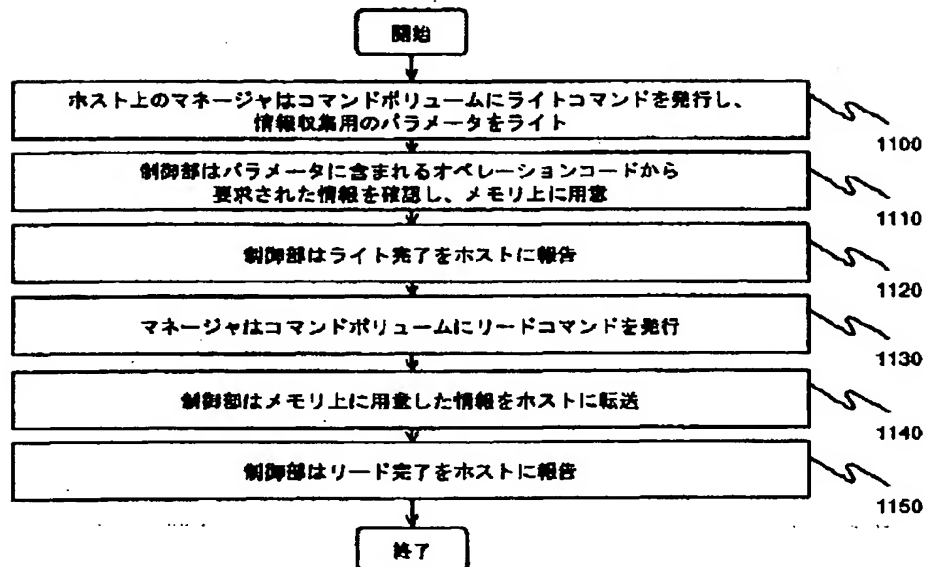 開始
ホスト上のマネージャはコマンドボリュームにライトコマンドを発行し、
情報収集用のパラメータをライト
1100
制御部はパラメータに含まれるオペレーションコードから
要求された情報を確認し、メモリ上に用意
1110
制御部はライト完了をホストに報告
1120
マネージャはコマンドボリュームにリードコマンドを発行
1130
制御部はメモリ上に用意した情報をホストに転送
1140
制御部はリード完了をホストに報告
1150
終了